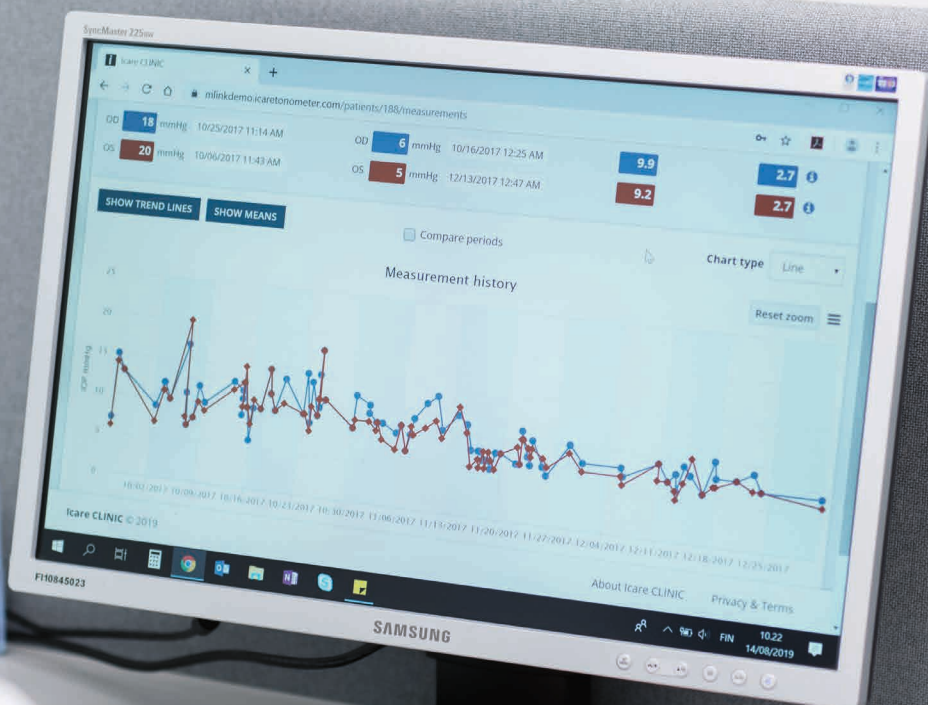 SyncMaster 225BW
Icare CLINIC × +
mlinkdemo.icaretonometer.com/patients/188/measurements
OD 18 mmHg 10/25/2017 11:14 AM OD 6 mmHg 10/16/2017 12:25 AM 9.9 2.7
OS 20 mmHg 10/06/2017 11:43 AM OS 5 mmHg 12/13/2017 12:47 AM 9.2 2.7
SHOW TREND LINES SHOW MEANS
Compare periods Chart type Line
Measurement history
Reset zoom
25
20
15
10
5
0
IOP mmHg
10/02/2017 10/09/2017 10/16/2017 10/23/2017 10/30/2017 11/06/2017 11/13/2017 11/20/2017 11/27/2017 12/04/2017 12/11/2017 12/18/2017 12/25/2017
Icare CLINIC © 2019
About Icare CLINIC Privacy & Terms
FIN 10.22
14/08/2019
FI10845023
SAMSUNG